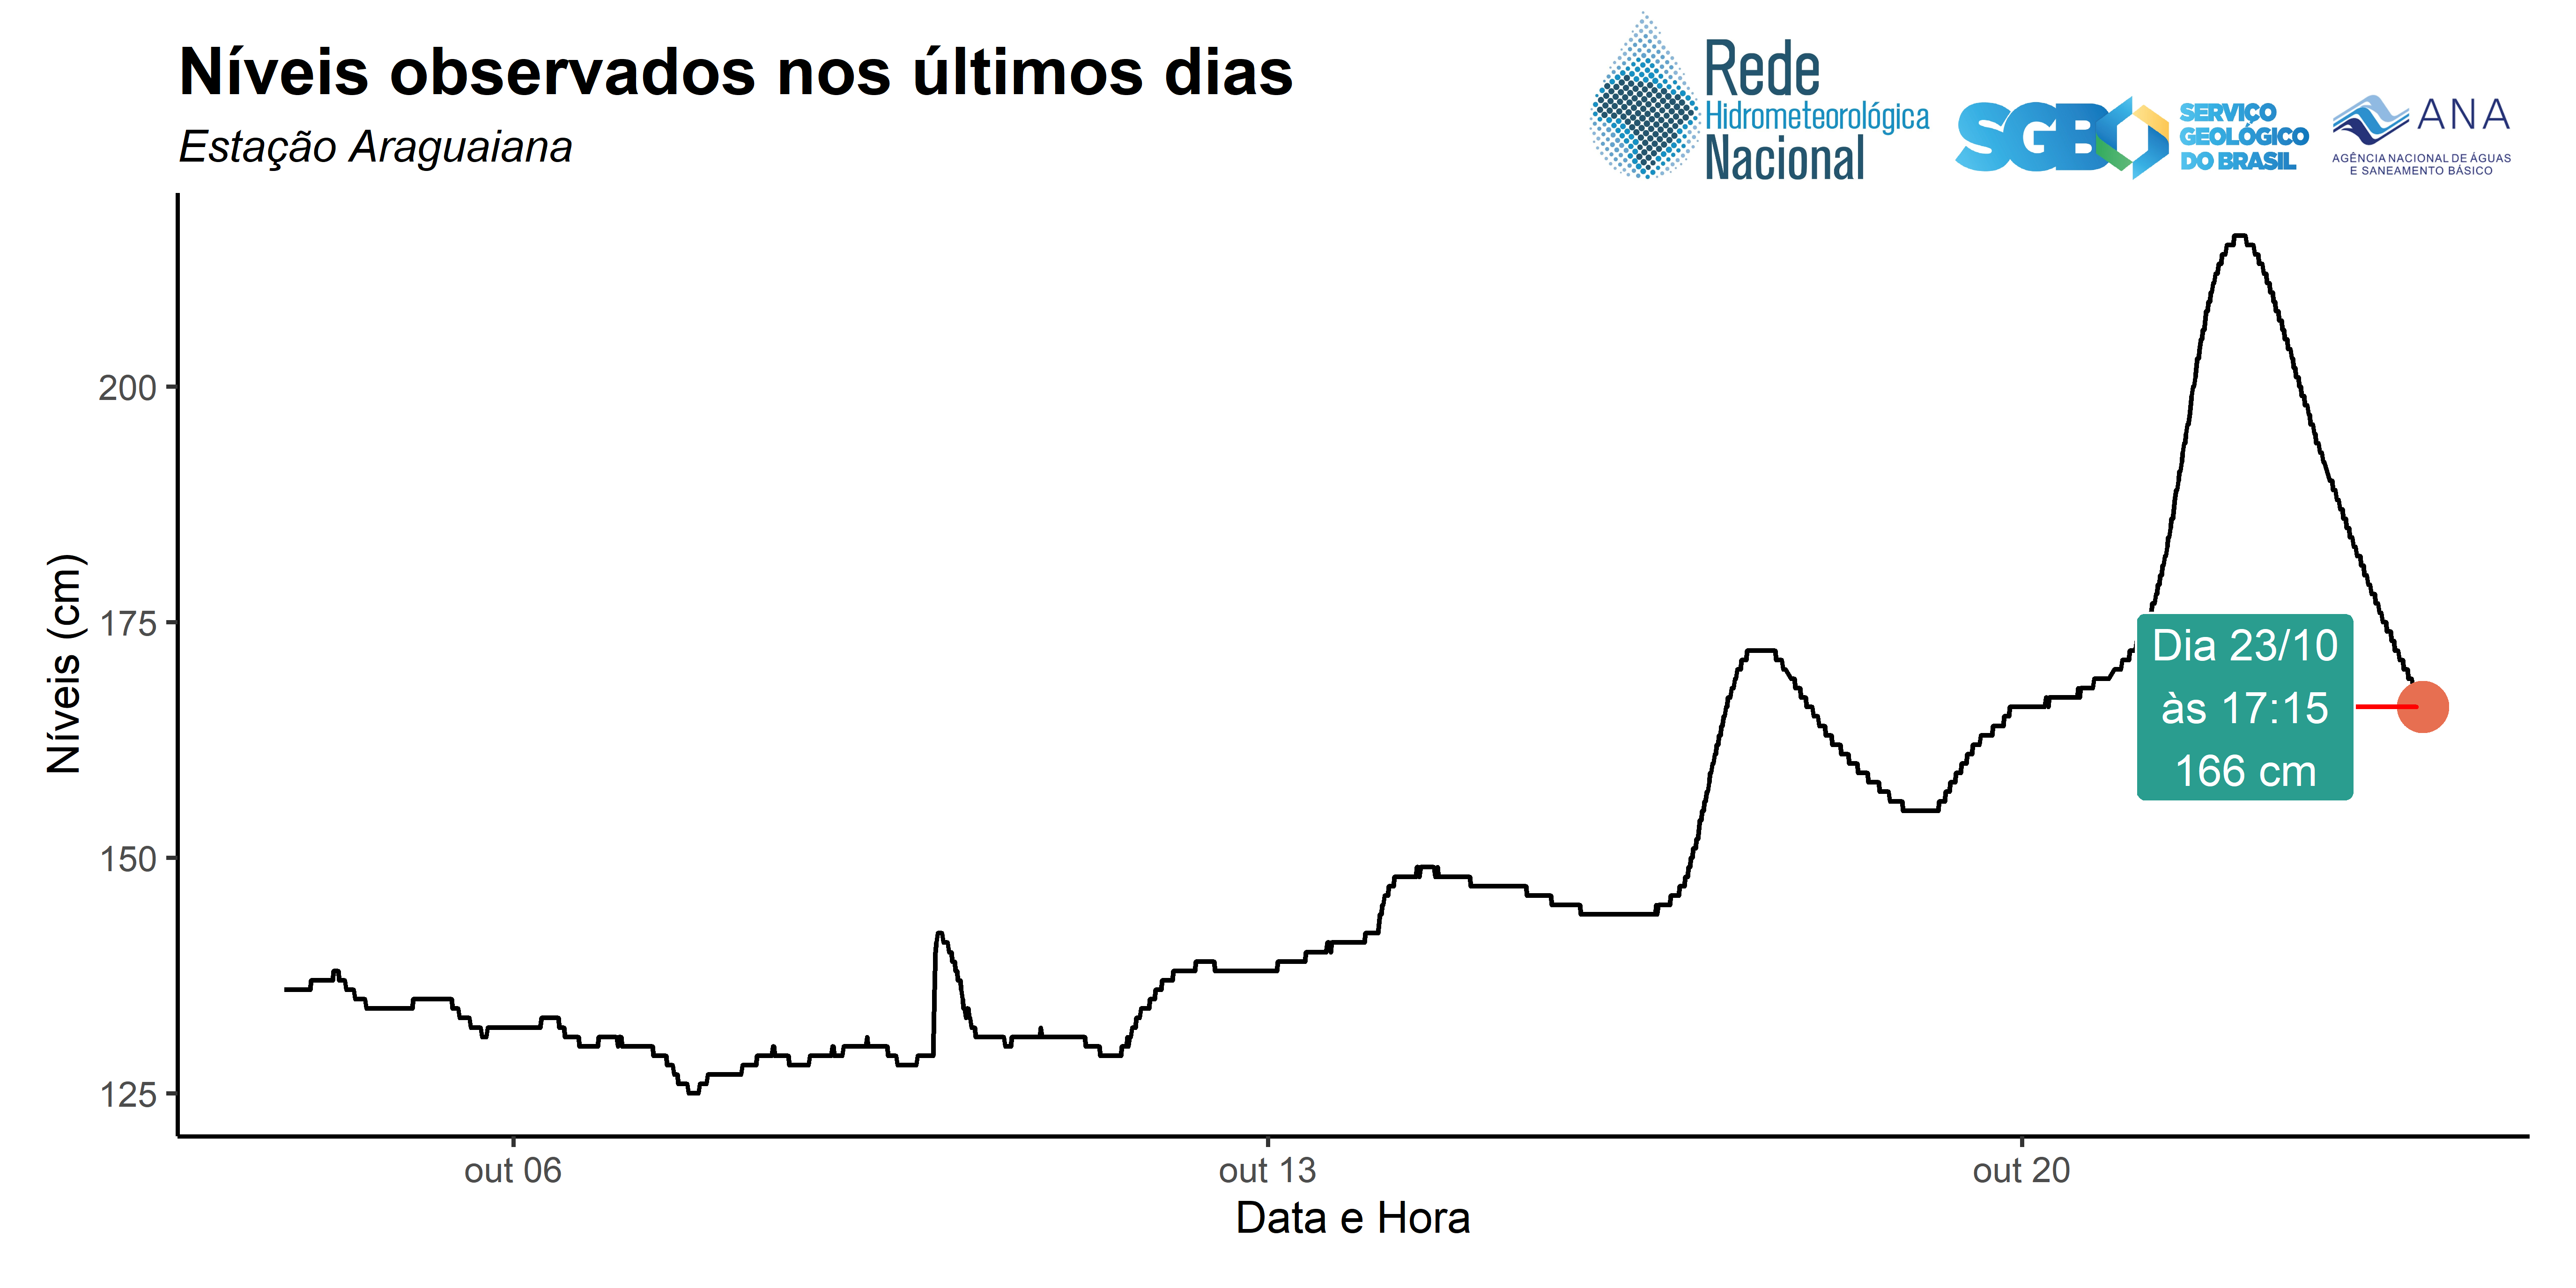 Níveis observados nos últimos dias
Estação Araguaiana
Rede
Hidrometeorológica
Nacional
SGB
SERVIÇO
GEOLÓGICO
DO BRASIL
ANA
AGÊNCIA NACIONAL DE ÁGUAS
E SANEAMENTO BÁSICO
Níveis (cm)
200
175
150
125
Dia 23/10
às 17:15
166 cm
out 06
out 13
out 20
Data e Hora